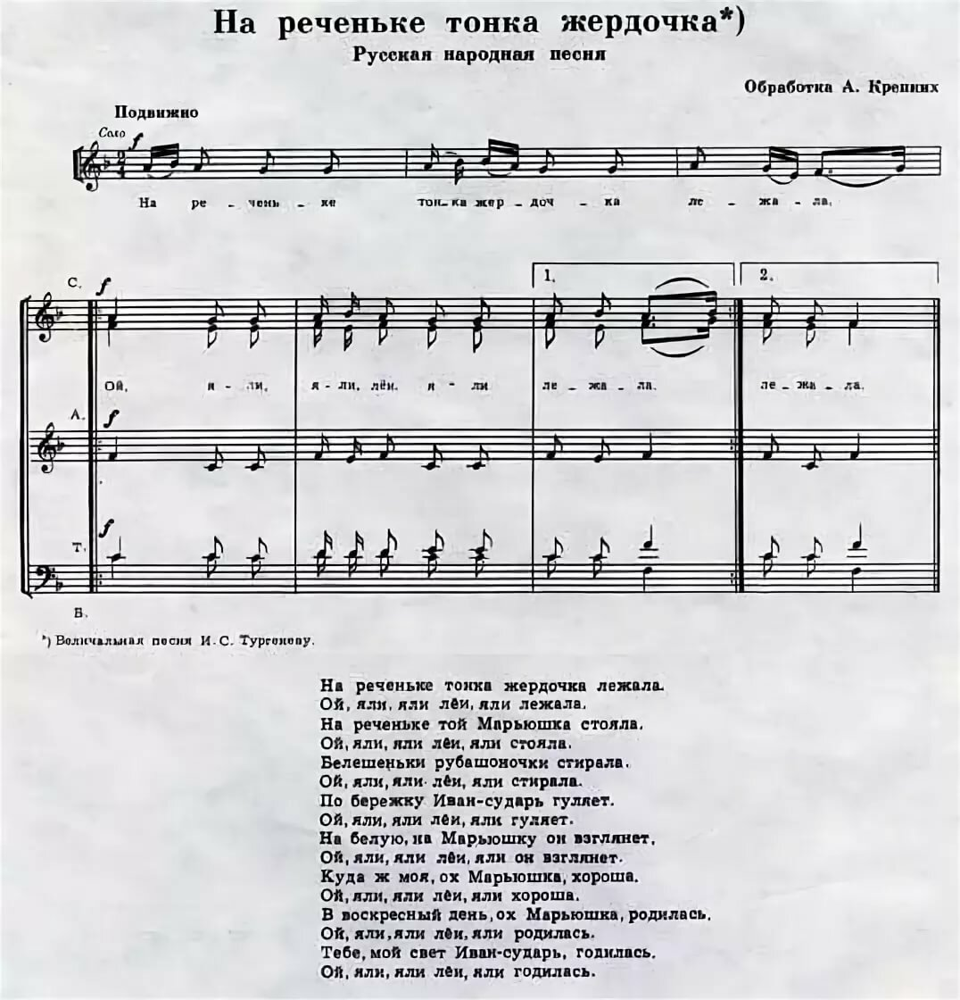 На реченьке тонка жердочка*)
Русская народная песня
Обработка А. Крепких
Подвижно
Соло f
2/4
На ре - чень - ке тон - ка жер - доч - ка ле - жа - ла,
1. 2.
С. f
Ой, я - ли, я - ли, лёи, я - ли ле - жа - ла. ле - жа - ла.
А. f
f
Т.
Б.
*) Величальная песня И. С. Тургеневу.
На реченьке тонка жердочка лежала.
Ой, яли, яли лёи, яли лежала.
На реченьке той Марьюшка стояла.
Ой, яли, яли лёи, яли стояла.
Белешеньки рубашоночки стирала.
Ой, яли, яли лёи, яли стирала.
По бережку Иван-сударь гуляет.
Ой, яли, яли лёи, яли гуляет.
На белую, на Марьюшку он взглянет.
Ой, яли, яли лёи, яли он взглянет.
Куда ж моя, ох Марьюшка, хороша.
Ой, яли, яли лёи, яли хороша.
В воскресный день, ох Марьюшка, родилась.
Ой, яли, яли лёи, яли родилась.
Тебе, мой свет Иван-сударь, годилась.
Ой, яли, яли лёи, яли годилась.